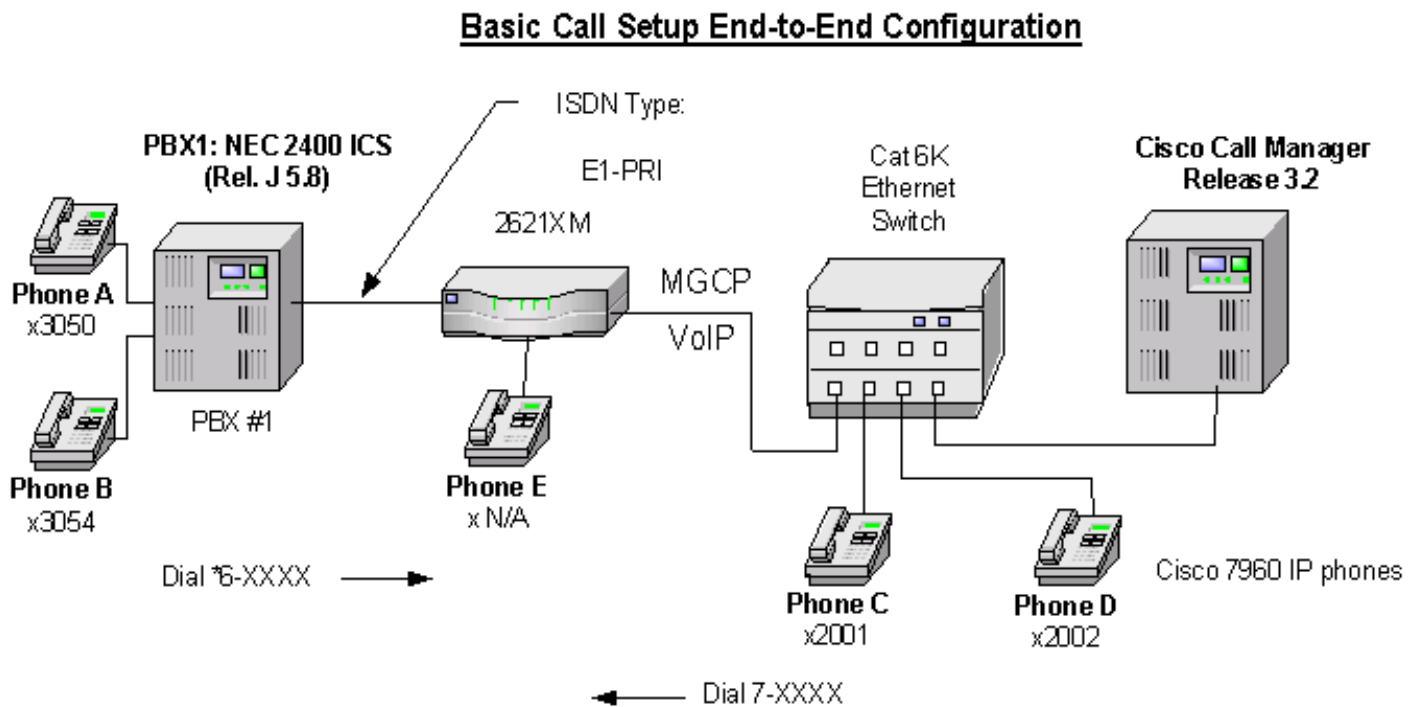 Basic Call Setup End-to-End Configuration
ISDN Type:
E1-PRI
PBX1: NEC 2400 ICS
(Rel. J 5.8)
2621XM
Cat 6K
Ethernet
Switch
Cisco Call Manager
Release 3.2
Phone A
x3050
MGCP
VoIP
PBX #1
Phone B
x3054
Phone E
x N/A
Dial *6-XXXX
Phone C
x2001
Phone D
x2002
Cisco 7960 IP phones
Dial 7-XXXX